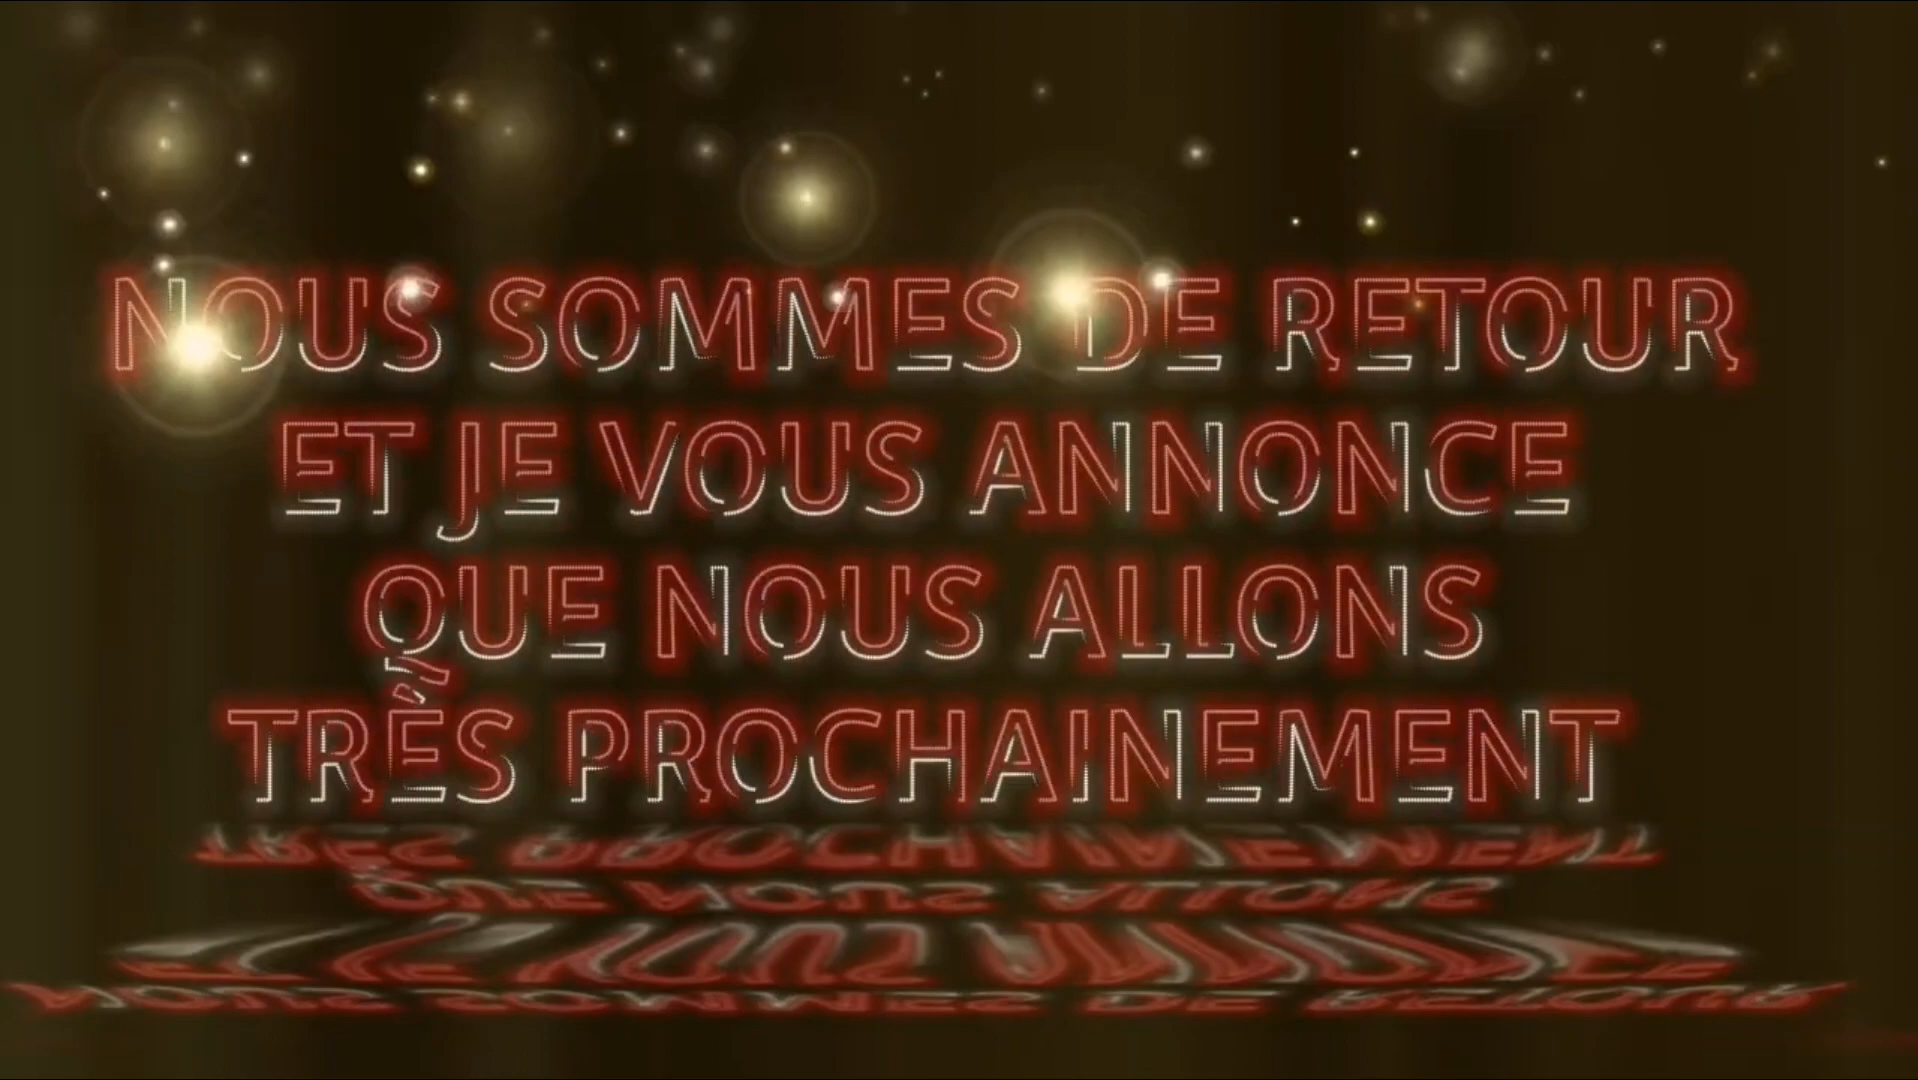 NOUS SOMMES DE RETOUR
ET JE VOUS ANNONCE
QUE NOUS ALLONS
TRÈS PROCHAINEMENT